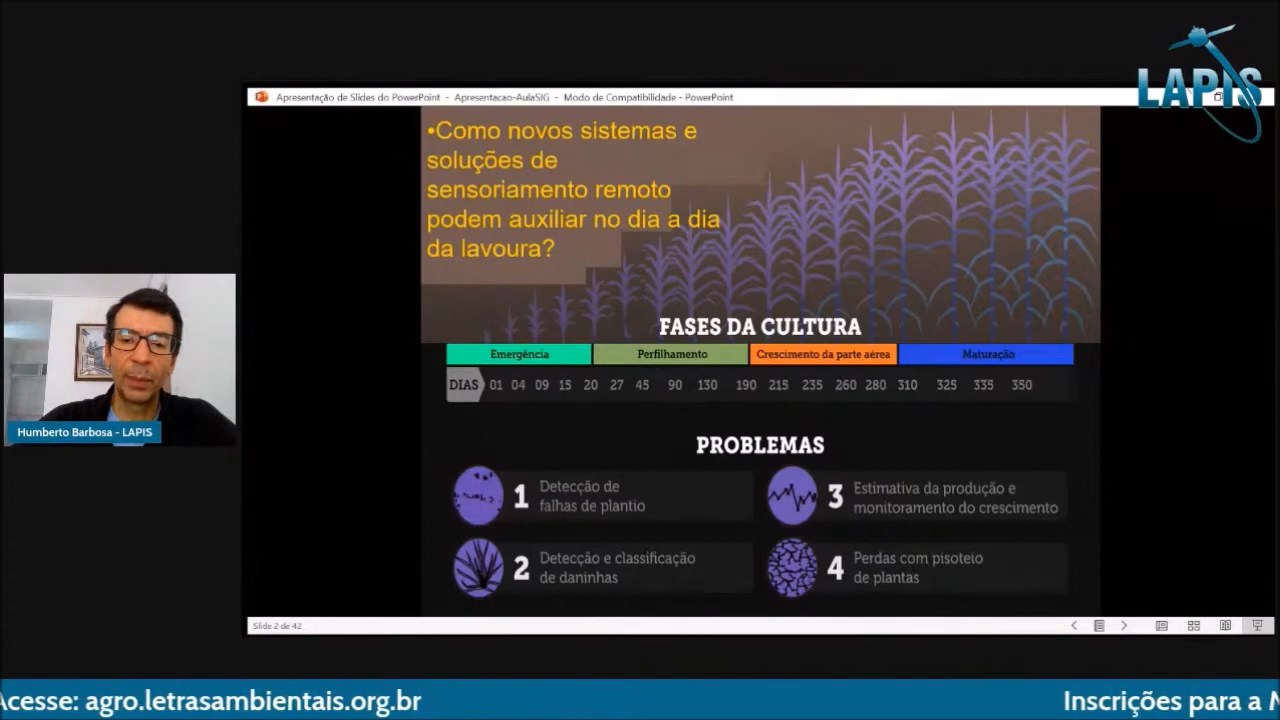 LAPIS
Apresentação de Slides do PowerPoint - Apresentacao-AulaSIG - Modo de Compatibilidade - PowerPoint
•Como novos sistemas e
soluções de
sensoriamento remoto
podem auxiliar no dia a dia
da lavoura?
FASES DA CULTURA
Emergência Perfilhamento Crescimento da parte aérea Maturação
DIAS 01 04 09 15 20 27 45 90 130 190 215 235 260 280 310 325 335 350
PROBLEMAS
1 Detecção de
falhas de plantio
2 Detecção e classificação
de daninhas
3 Estimativa da produção e
monitoramento do crescimento
4 Perdas com pisoteio
de plantas
Humberto Barbosa - LAPIS
Slide 2 de 42
Acesse: agro.letrasambientais.org.br
Inscrições para a